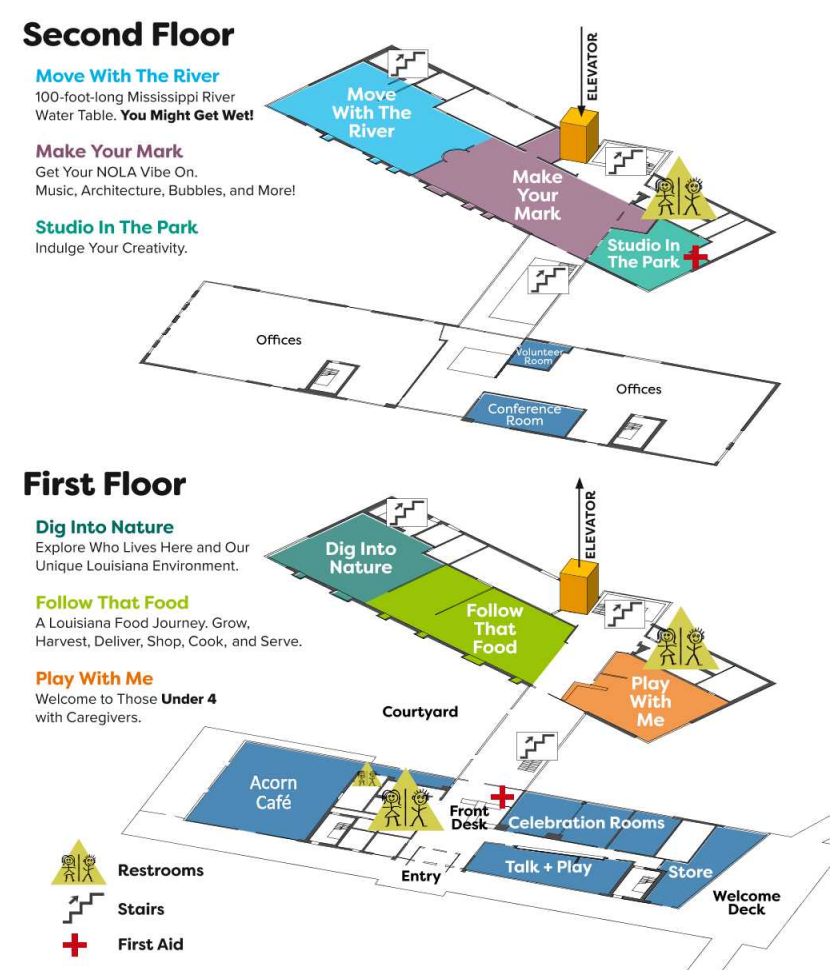 Second Floor
Move With The River
100-foot-long Mississippi River
Water Table. You Might Get Wet!
Make Your Mark
Get Your NOLA Vibe On.
Music, Architecture, Bubbles, and More!
Studio In The Park
Indulge Your Creativity.
ELEVATOR
Move
With The
River
Make
Your
Mark
Studio In
The Park
Offices
Volunteer
Room
Offices
Conference
Room
First Floor
Dig Into Nature
Explore Who Lives Here and Our
Unique Louisiana Environment.
Follow That Food
A Louisiana Food Journey. Grow,
Harvest, Deliver, Shop, Cook, and Serve.
Play With Me
Welcome to Those Under 4
with Caregivers.
ELEVATOR
Dig Into
Nature
Follow
That
Food
Play
With
Me
Courtyard
Acorn
Café
Front
Desk
Celebration Rooms
Entry
Talk + Play
Store
Welcome
Deck
Restrooms
Stairs
First Aid